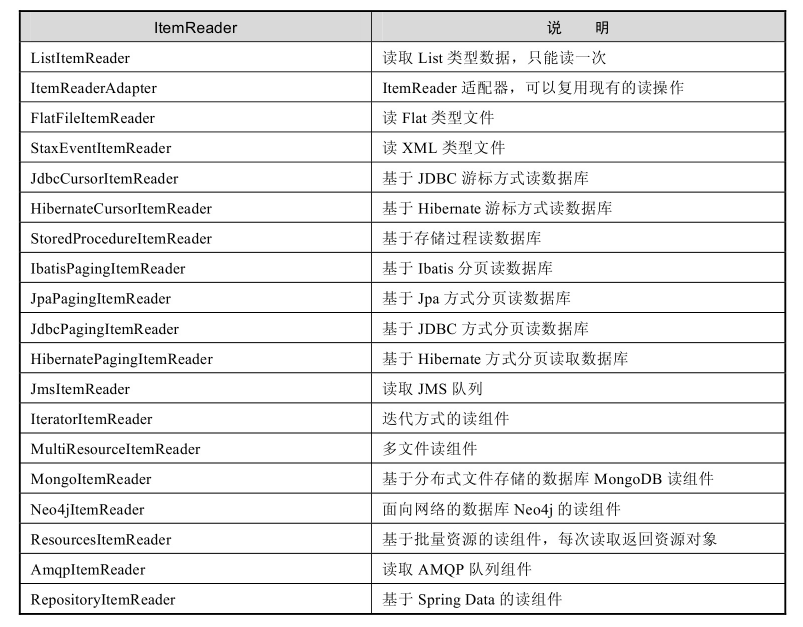 ItemReader 说 明
ListItemReader 读取 List 类型数据，只能读一次
ItemReaderAdapter ItemReader 适配器，可以复用现有的读操作
FlatFileItemReader 读 Flat 类型文件
StaxEventItemReader 读 XML 类型文件
JdbcCursorItemReader 基于 JDBC 游标方式读数据库
HibernateCursorItemReader 基于 Hibernate 游标方式读数据库
StoredProcedureItemReader 基于存储过程读数据库
IbatisPagingItemReader 基于 Ibatis 分页读数据库
JpaPagingItemReader 基于 Jpa 方式分页读数据库
JdbcPagingItemReader 基于 JDBC 方式分页读数据库
HibernatePagingItemReader 基于 Hibernate 方式分页读取数据库
JmsItemReader 读取 JMS 队列
IteratorItemReader 迭代方式的读组件
MultiResourceItemReader 多文件读组件
MongoItemReader 基于分布式文件存储的数据库 MongoDB 读组件
Neo4jItemReader 面向网络的数据库 Neo4j 的读组件
ResourcesItemReader 基于批量资源的读组件，每次读取返回资源对象
AmqpItemReader 读取 AMQP 队列组件
RepositoryItemReader 基于 Spring Data 的读组件